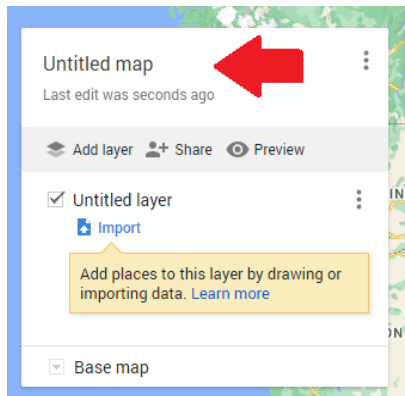 Untitled map
Last edit was seconds ago
Add layer Share Preview
Untitled layer
Import
Add places to this layer by drawing or
importing data. Learn more
Base map